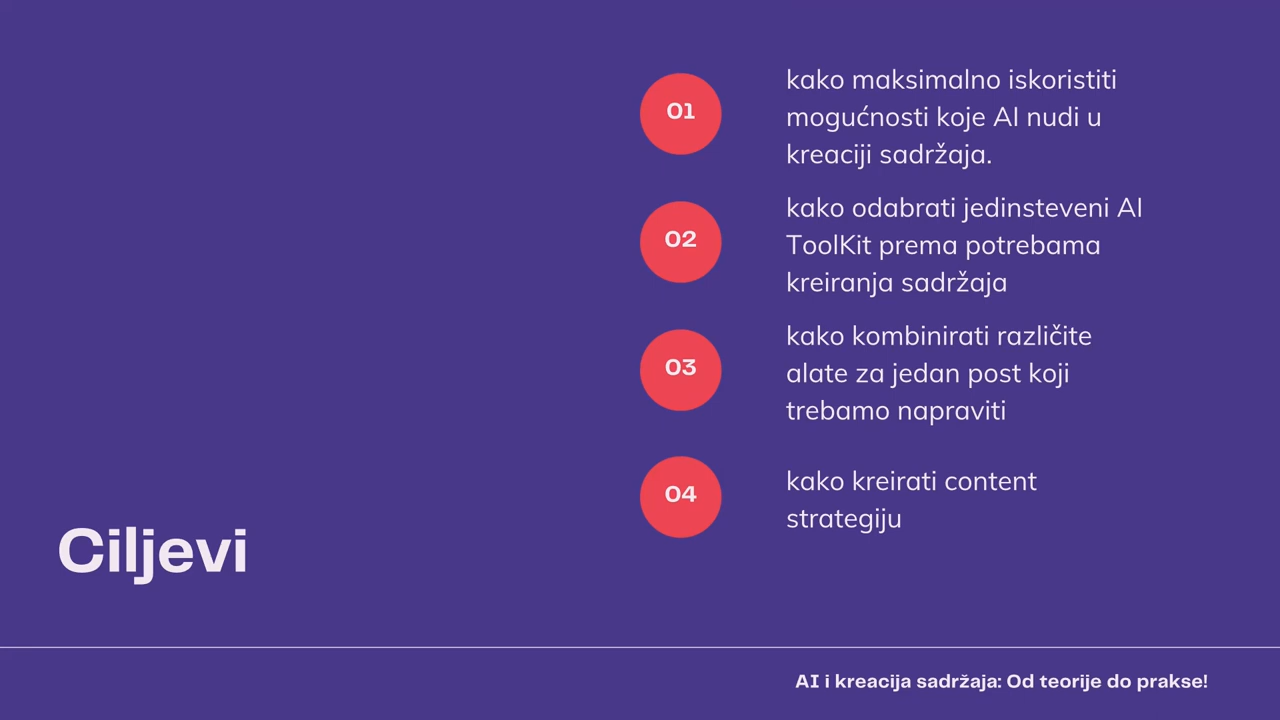 01
kako maksimalno iskoristiti
mogućnosti koje AI nudi u
kreaciji sadržaja.
02
kako odabrati jedinsteveni AI
ToolKit prema potrebama
kreiranja sadržaja
03
kako kombinirati različite
alate za jedan post koji
trebamo napraviti
04
kako kreirati content
strategiju
Ciljevi
AI i kreacija sadržaja: Od teorije do prakse!